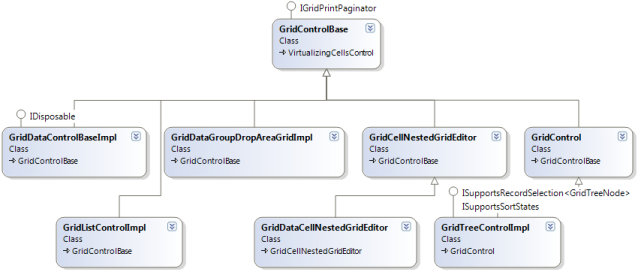 IGridPrintPaginator
GridControlBase
Class
VirtualizingCellsControl
IDisposable
GridDataControlBaseImpl
Class
GridControlBase
GridDataGroupDropAreaGridImpl
Class
GridControlBase
GridCellNestedGridEditor
Class
GridControlBase
GridControl
Class
GridControlBase
ISupportsRecordSelection<GridTreeNode>
ISupportsSortStates
GridListControlImpl
Class
GridControlBase
GridDataCellNestedGridEditor
Class
GridCellNestedGridEditor
GridTreeControlImpl
Class
GridControl